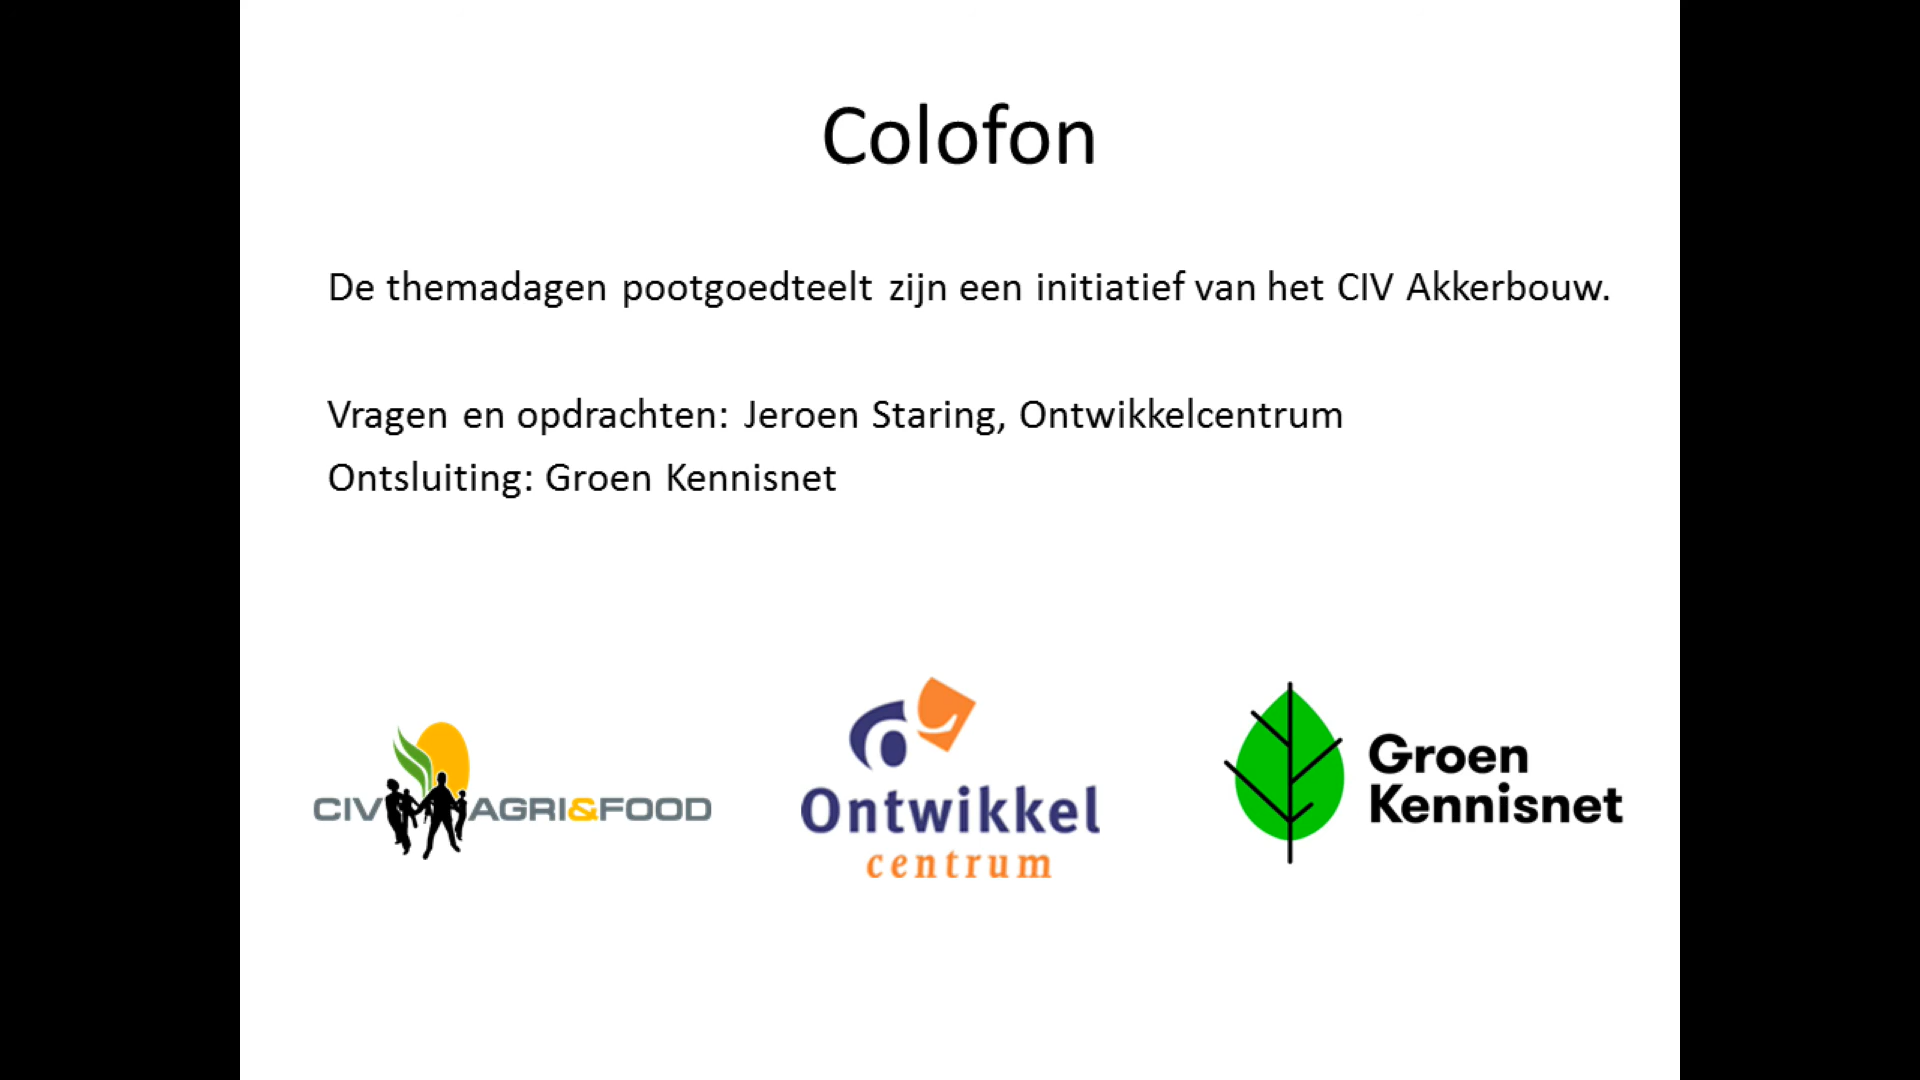 Colofon
De themadagen pootgoedteelt zijn een initiatief van het CIV Akkerbouw.
Vragen en opdrachten: Jeroen Staring, Ontwikkelcentrum
Ontsluiting: Groen Kennisnet
CIV AGRI&FOOD
Ontwikkel
centrum
Groen
Kennisnet